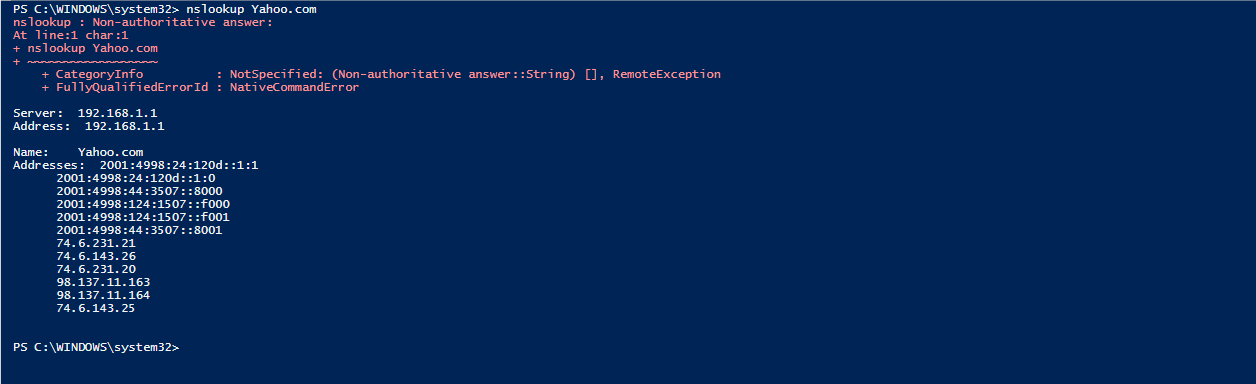 PS C:\WINDOWS\system32> nslookup Yahoo.com
nslookup : Non-authoritative answer:
At line:1 char:1
+ nslookup Yahoo.com
+ ~~~~~~~~~~~~~~~~~~
    + CategoryInfo          : NotSpecified: (Non-authoritative answer::String) [], RemoteException
    + FullyQualifiedErrorId : NativeCommandError
Server:  192.168.1.1
Address:  192.168.1.1
Name:    Yahoo.com
Addresses:  2001:4998:24:120d::1:1
      2001:4998:24:120d::1:0
      2001:4998:44:3507::8000
      2001:4998:124:1507::f000
      2001:4998:124:1507::f001
      2001:4998:44:3507::8001
      74.6.231.21
      74.6.143.26
      74.6.231.20
      98.137.11.163
      98.137.11.164
      74.6.143.25
PS C:\WINDOWS\system32>